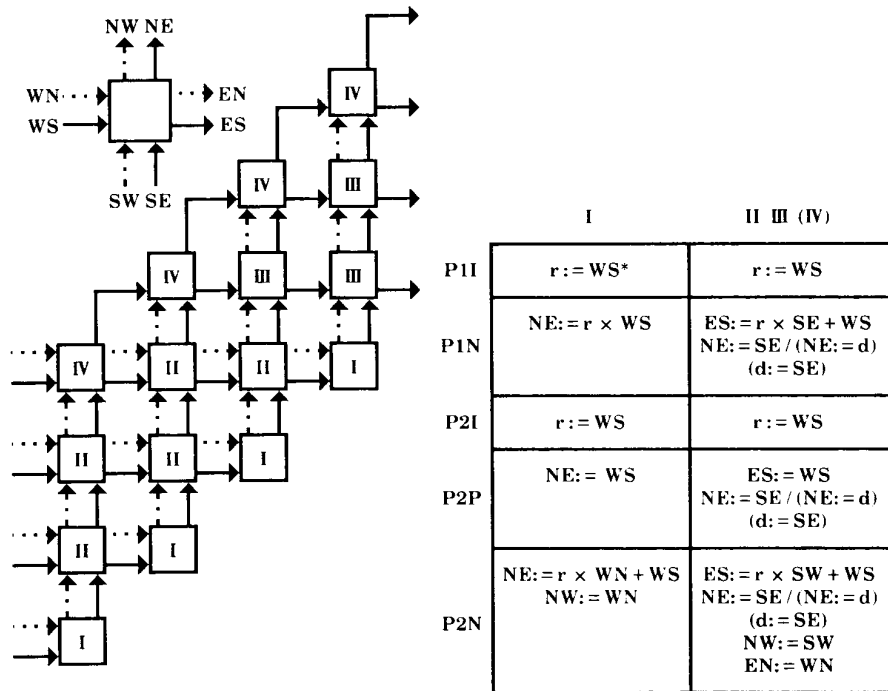 NW NE
WN EN
WS ES
SW SE
IV
IV III
IV III III
IV II II I
II II I
II I
I
I II III (IV)
P1I r := WS* r := WS
P1N NE:= r × WS ES:= r × SE + WS
NE:= SE / (NE:= d)
(d:= SE)
P2I r := WS r := WS
P2P NE:= WS ES:= WS
NE:= SE / (NE:= d)
(d:= SE)
P2N NE:= r × WN + WS ES:= r × SW + WS
NW:= WN NE:= SE / (NE:= d)
(d:= SE)
NW:= SW
EN:= WN